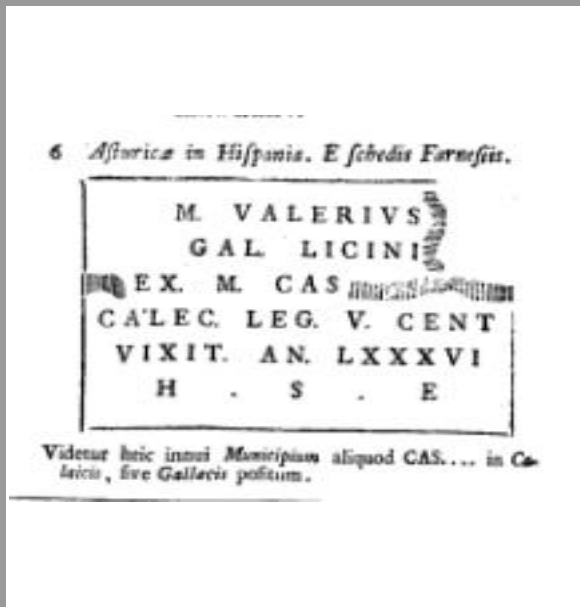 6 Asturicæ in Hispania. E schedis Farnesiis.
M. VALERIVS
GAL. LICINI
EX. M. CAS
CALEC. LEG. V. CENT
VIXIT. AN. LXXXVI
H . S . E
Videtur heic innui Municipium aliquod CAS.... in Ca-
laicis, sive Gallæcis positum.